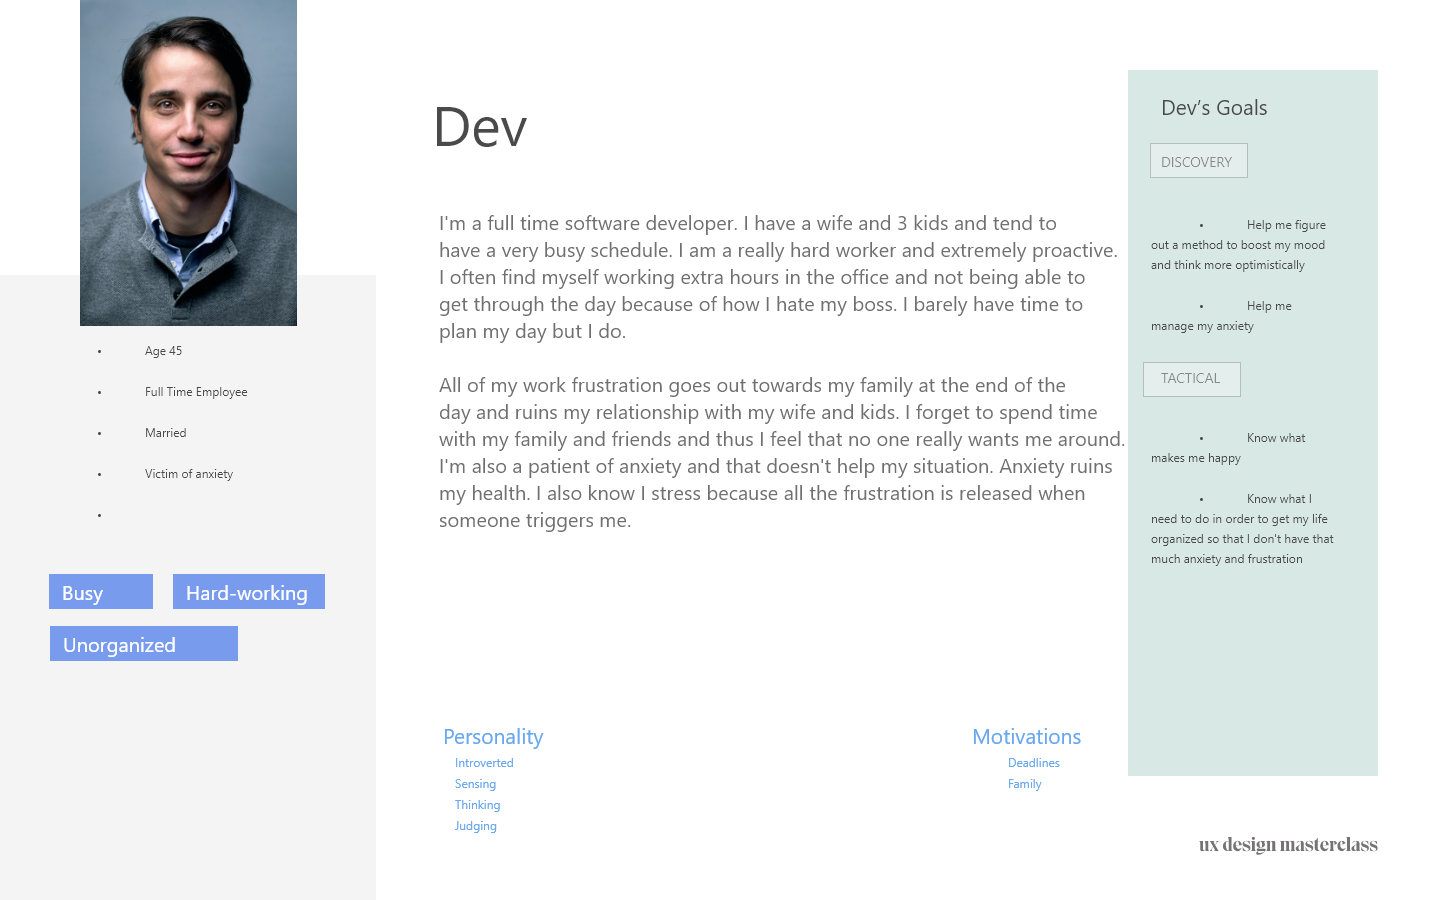 Dev
I'm a full time software developer. I have a wife and 3 kids and tend to
have a very busy schedule. I am a really hard worker and extremely proactive.
I often find myself working extra hours in the office and not being able to
get through the day because of how I hate my boss. I barely have time to
plan my day but I do.
All of my work frustration goes out towards my family at the end of the
day and ruins my relationship with my wife and kids. I forget to spend time
with my family and friends and thus I feel that no one really wants me around.
I'm also a patient of anxiety and that doesn't help my situation. Anxiety ruins
my health. I also know I stress because all the frustration is released when
someone triggers me.
• Age 45
• Full Time Employee
• Married
• Victim of anxiety
•
Busy
Hard-working
Unorganized
Personality
Introverted
Sensing
Thinking
Judging
Motivations
Deadlines
Family
Dev’s Goals
DISCOVERY
• Help me figure
out a method to boost my mood
and think more optimistically
• Help me
manage my anxiety
TACTICAL
• Know what
makes me happy
• Know what I
need to do in order to get my life
organized so that I don't have that
much anxiety and frustration
ux design masterclass